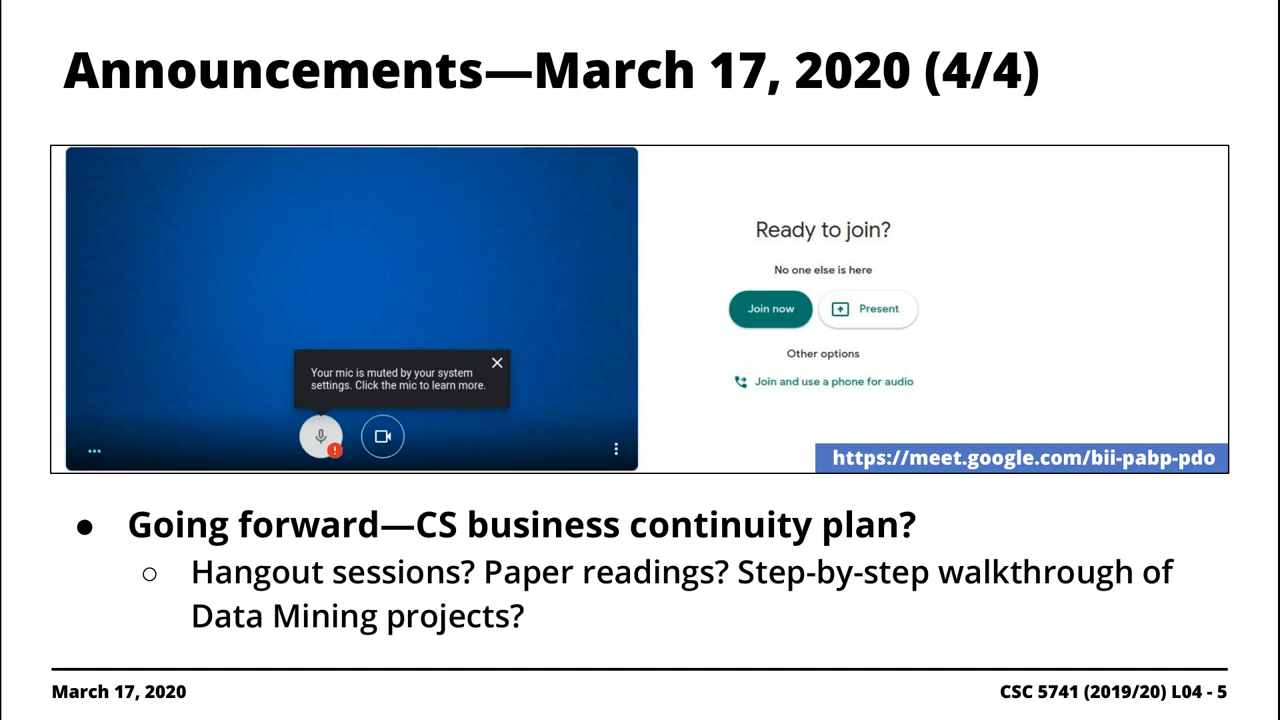 Announcements—March 17, 2020 (4/4)
Your mic is muted by your system
settings. Click the mic to learn more.
Ready to join?
No one else is here
Join now
Present
Other options
Join and use a phone for audio
https://meet.google.com/bii-pabp-pdo
● Going forward—CS business continuity plan?
○ Hangout sessions? Paper readings? Step-by-step walkthrough of
Data Mining projects?
March 17, 2020
CSC 5741 (2019/20) L04 - 5